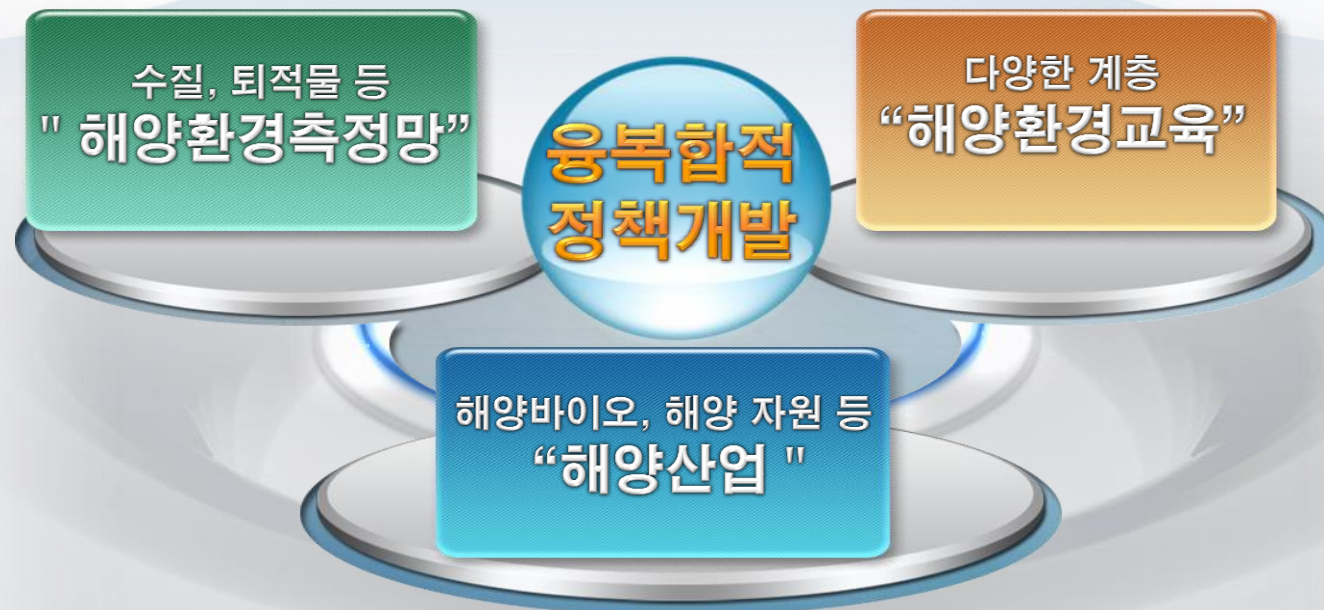 수질, 퇴적물 등
" 해양환경측정망”
융복합적
정책개발
다양한 계층
“해양환경교육”
해양바이오, 해양 자원 등
“해양산업 "